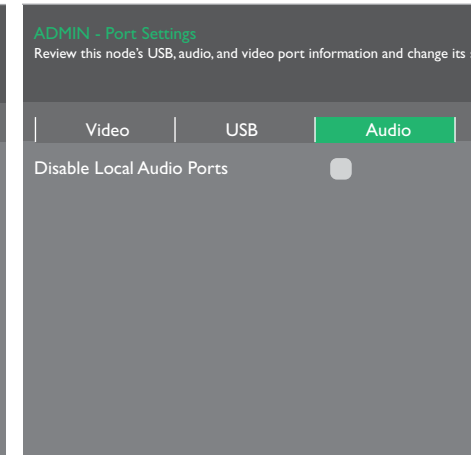 ADMIN - Port Settings
Review this node's USB, audio, and video port information and change its
Video USB Audio
Disable Local Audio Ports